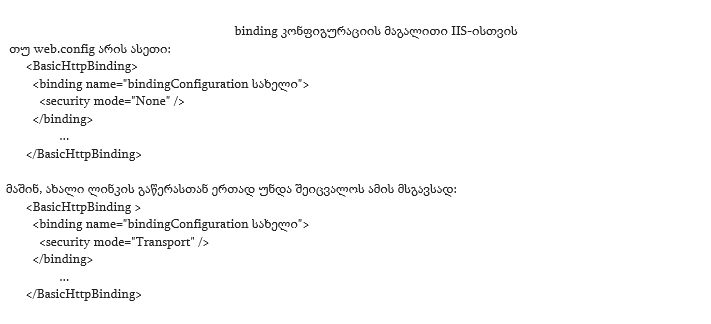 binding კონფიგურაციის მაგალითი IIS-ისთვის
თუ web.config არის ასეთი:
<BasicHttpBinding>
<binding name="bindingConfiguration სახელი">
<security mode="None" />
</binding>
...
</BasicHttpBinding>
მაშინ, ახალი ლინკის გაწერასთან ერთად უნდა შეიცვალოს ამის მსგავსად:
<BasicHttpBinding >
<binding name="bindingConfiguration სახელი">
<security mode="Transport" />
</binding>
...
</BasicHttpBinding>